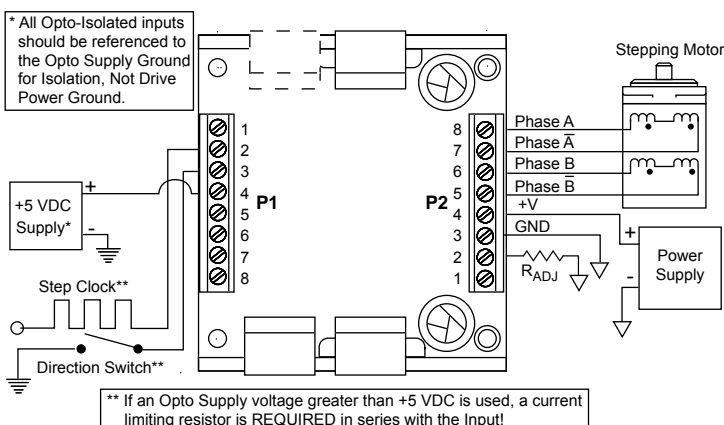 * All Opto-Isolated inputs
should be referenced to
the Opto Supply Ground
for Isolation, Not Drive
Power Ground.
Stepping Motor
1
2
3
4
5
6
7
8
P1
P2
8
7
6
5
4
3
2
1
Phase A
Phase A̅
Phase B
Phase B̅
+V
GND
R_ADJ
+5 VDC
Supply*
+
-
Power
Supply
+
-
Step Clock**
Direction Switch**
** If an Opto Supply voltage greater than +5 VDC is used, a current
limiting resistor is REQUIRED in series with the Input!